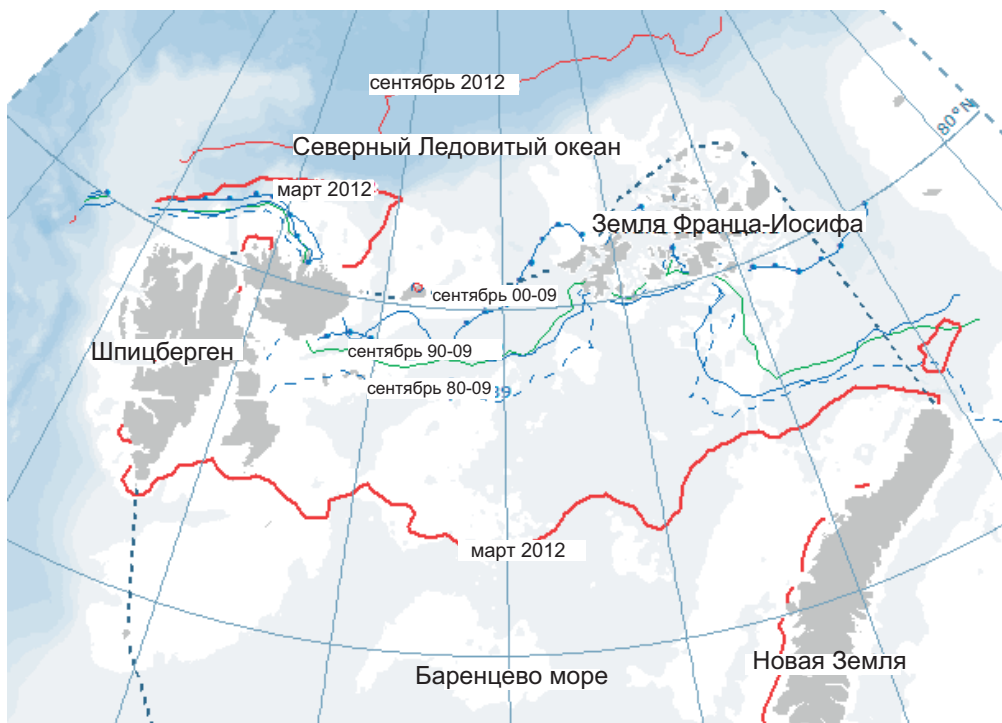 сентябрь 2012
80°N
Северный Ледовитый океан
март 2012
Земля Франца-Иосифа
сентябрь 00-09
Шпицберген
сентябрь 90-09
сентябрь 80-09
март 2012
Баренцево море
Новая Земля